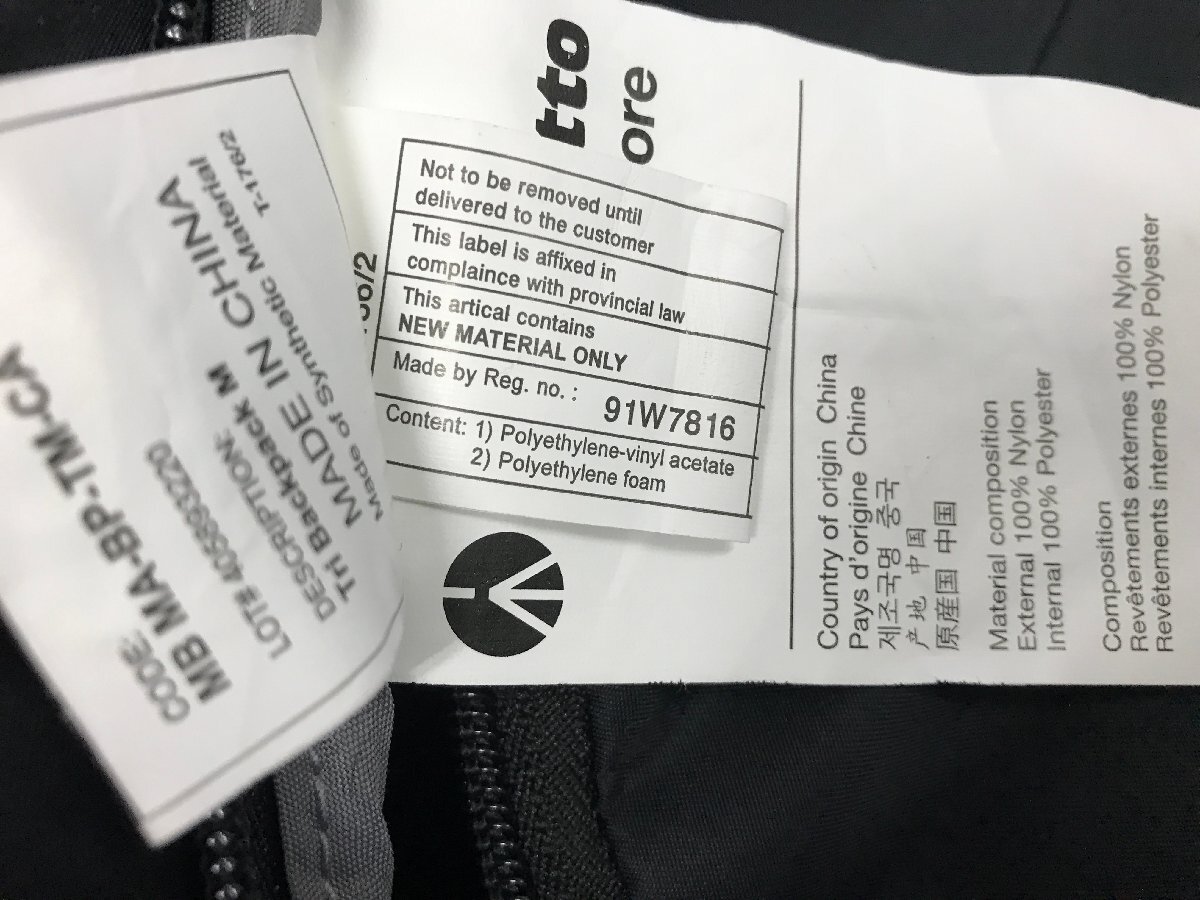 CODE:
MB MA-BP-TM-CA
LOT# 4058593220
DESCRIPTION:
Tri Backpack M
MADE IN CHINA
Made of Synthetic Material
T-176/2
tto
ore
Not to be removed until
delivered to the customer
This label is affixed in
complaince with provincial law
This artical contains
NEW MATERIAL ONLY
Made by Reg. no. :
91W7816
Content: 1) Polyethylene-vinyl acetate
2) Polyethylene foam
Country of origin China
Pays d'origine Chine
제조국명 중국
产地 中国
原産国 中国
Material composition
External 100% Nylon
Internal 100% Polyester
Composition
Revêtements externes 100% Nylon
Revêtements internes 100% Polyester